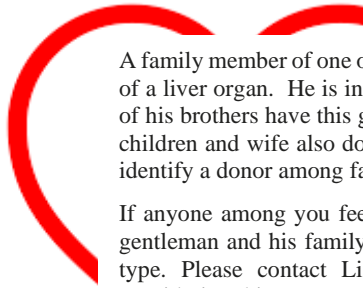 A family member of one o
of a liver organ. He is in
of his brothers have this g
children and wife also do
identify a donor among fa
If anyone among you fee
gentleman and his family
type. Please contact Li